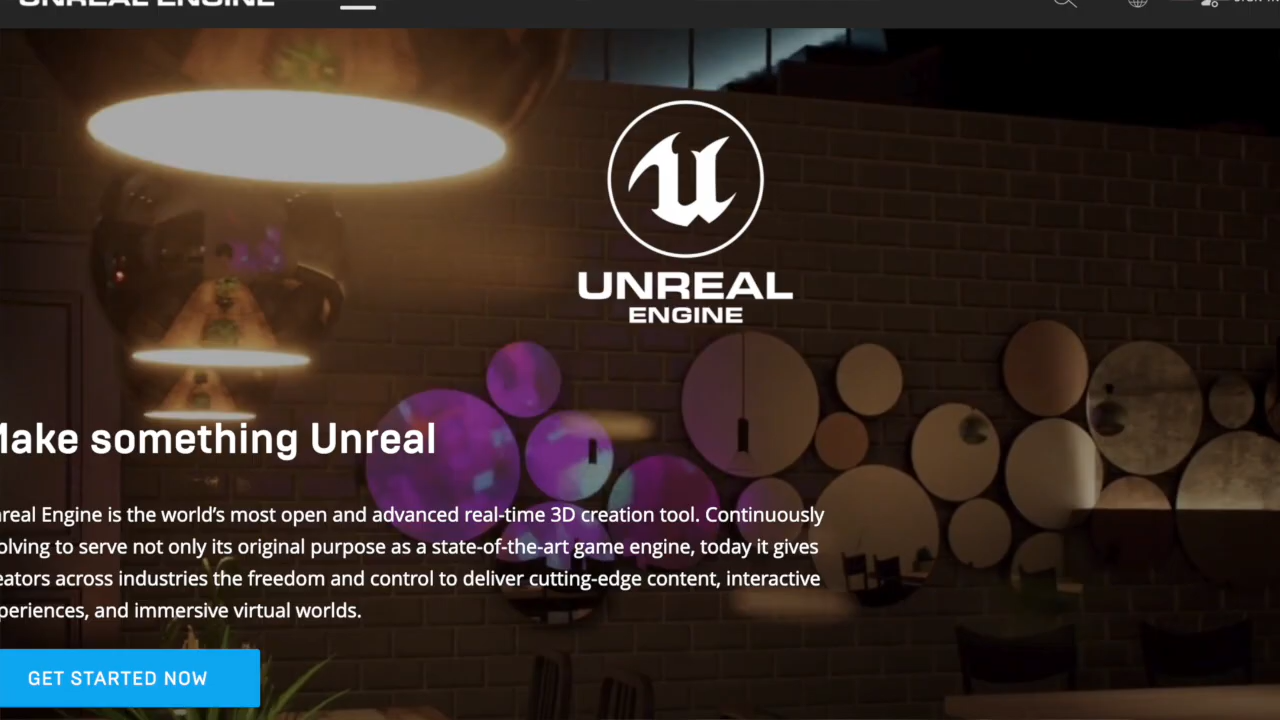 UNREAL ENGINE
UNREAL
ENGINE
Make something Unreal
nreal Engine is the world's most open and advanced real-time 3D creation tool. Continuously
olving to serve not only its original purpose as a state-of-the-art game engine, today it gives
eators across industries the freedom and control to deliver cutting-edge content, interactive
periences, and immersive virtual worlds.
GET STARTED NOW